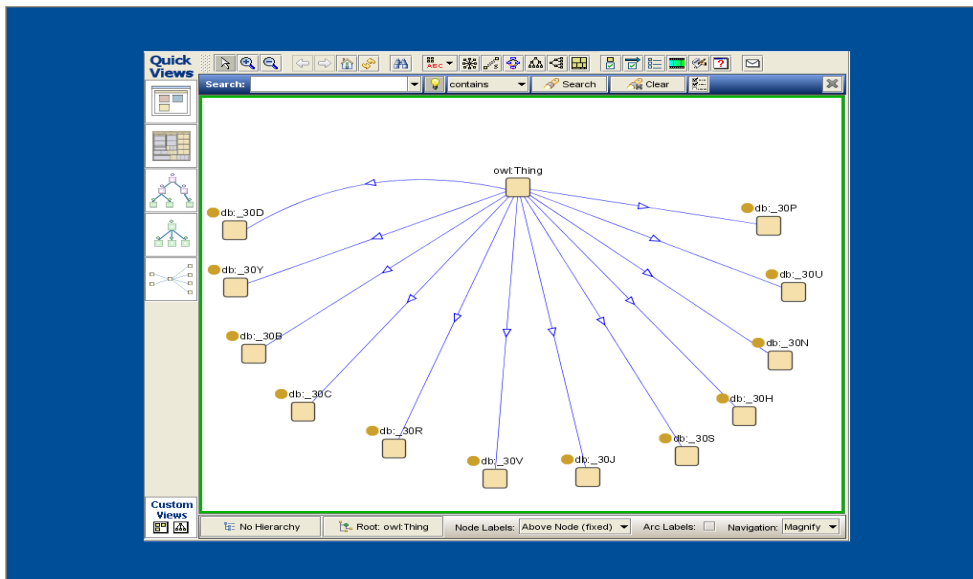 Quick
Views
ABC
Search:
contains
Search
Clear
owl:Thing
db:_30D
db:_30P
db:_30Y
db:_30U
db:_30B
db:_30N
db:_30C
db:_30H
db:_30R
db:_30S
db:_30V
db:_30J
Custom
Views
No Hierarchy
Root: owl:Thing
Node Labels:
Above Node (fixed)
Arc Labels:
Navigation:
Magnify